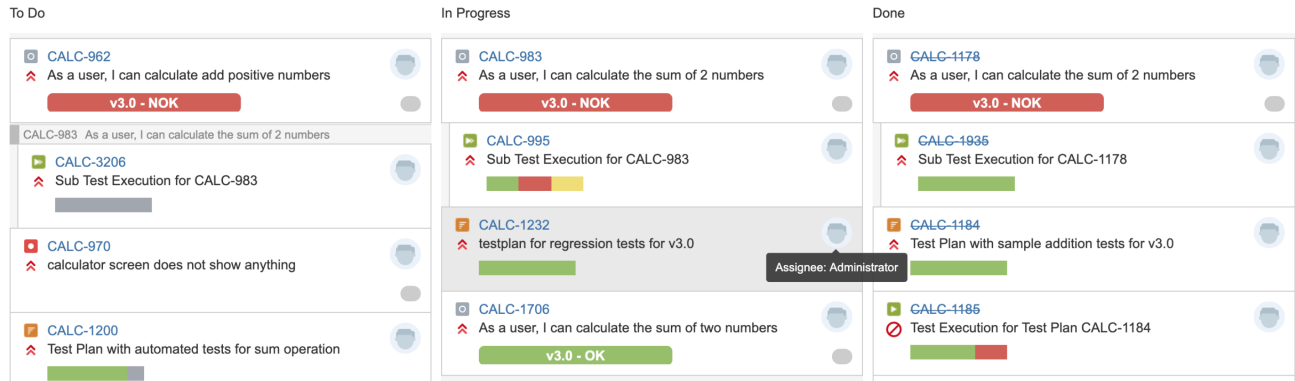 To Do
CALC-962
As a user, I can calculate add positive numbers
v3.0 - NOK
CALC-983 As a user, I can calculate the sum of 2 numbers
CALC-3206
Sub Test Execution for CALC-983
CALC-970
calculator screen does not show anything
CALC-1200
Test Plan with automated tests for sum operation
In Progress
CALC-983
As a user, I can calculate the sum of 2 numbers
v3.0 - NOK
CALC-995
Sub Test Execution for CALC-983
CALC-1232
testplan for regression tests for v3.0
Assignee: Administrator
CALC-1706
As a user, I can calculate the sum of two numbers
v3.0 - OK
Done
CALC-1178
As a user, I can calculate the sum of 2 numbers
v3.0 - NOK
CALC-1935
Sub Test Execution for CALC-1178
CALC-1184
Test Plan with sample addition tests for v3.0
CALC-1185
Test Execution for Test Plan CALC-1184